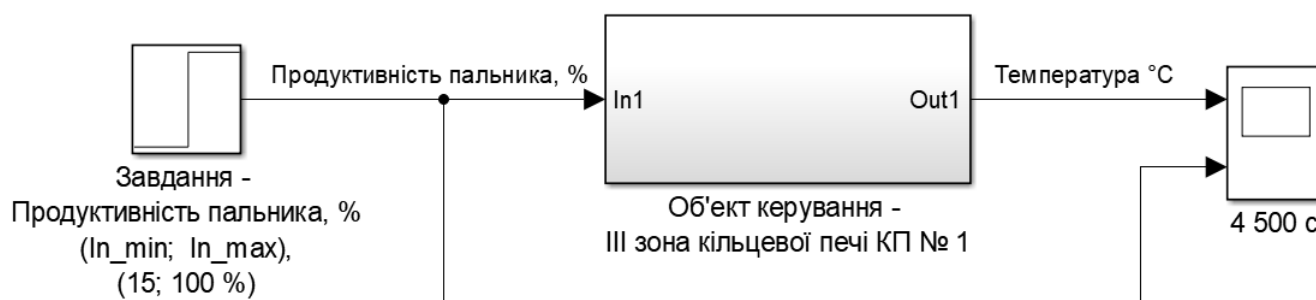 Продуктивність пальника, %
Температура °C
In1
Out1
Завдання -
Продуктивність пальника, %
(In_min; In_max),
(15; 100 %)
Об'ект керування -
III зона кільцевої печі КП № 1
4 500 с